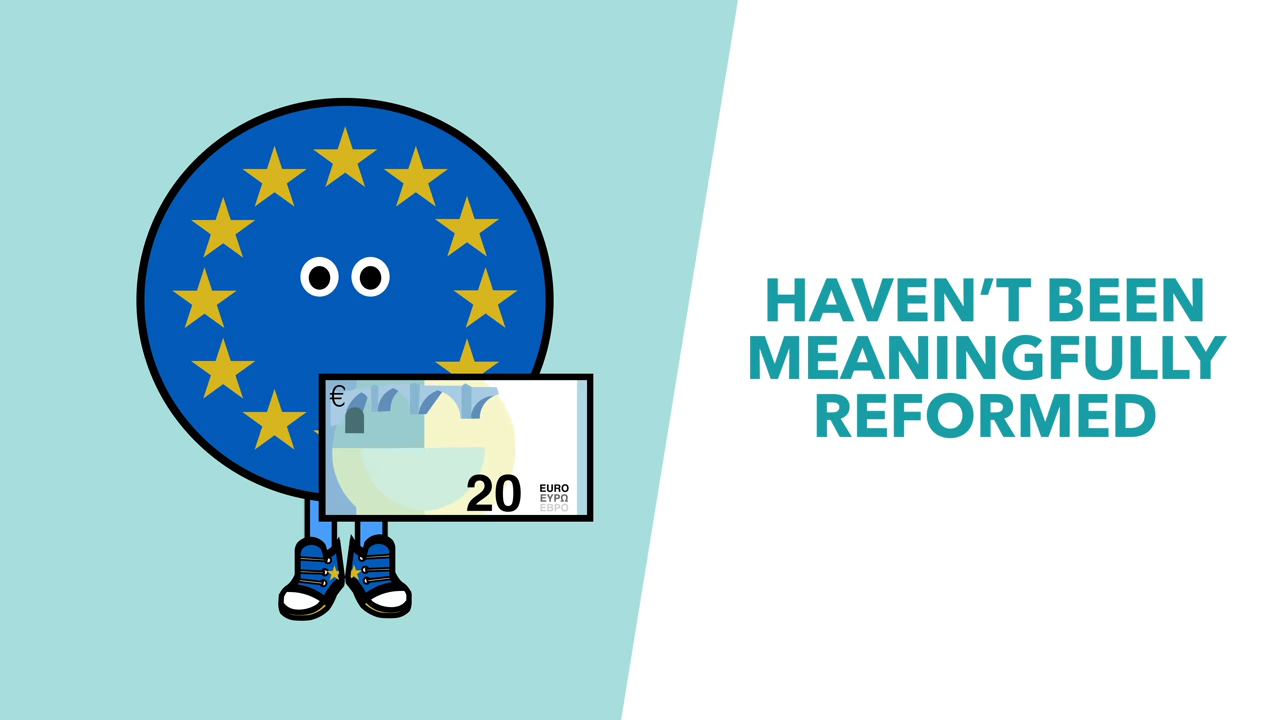 €
20
EURO
ΕΥΡΩ
ЕВРО
HAVEN'T BEEN
MEANINGFULLY
REFORMED